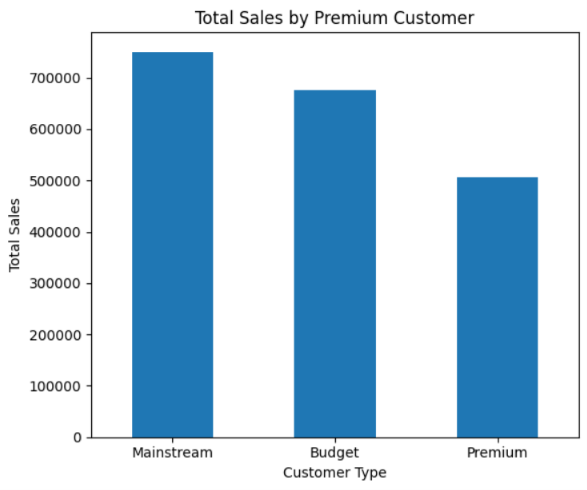 Total Sales by Premium Customer
Total Sales
700000
600000
500000
400000
300000
200000
100000
0
Mainstream Budget Premium
Customer Type